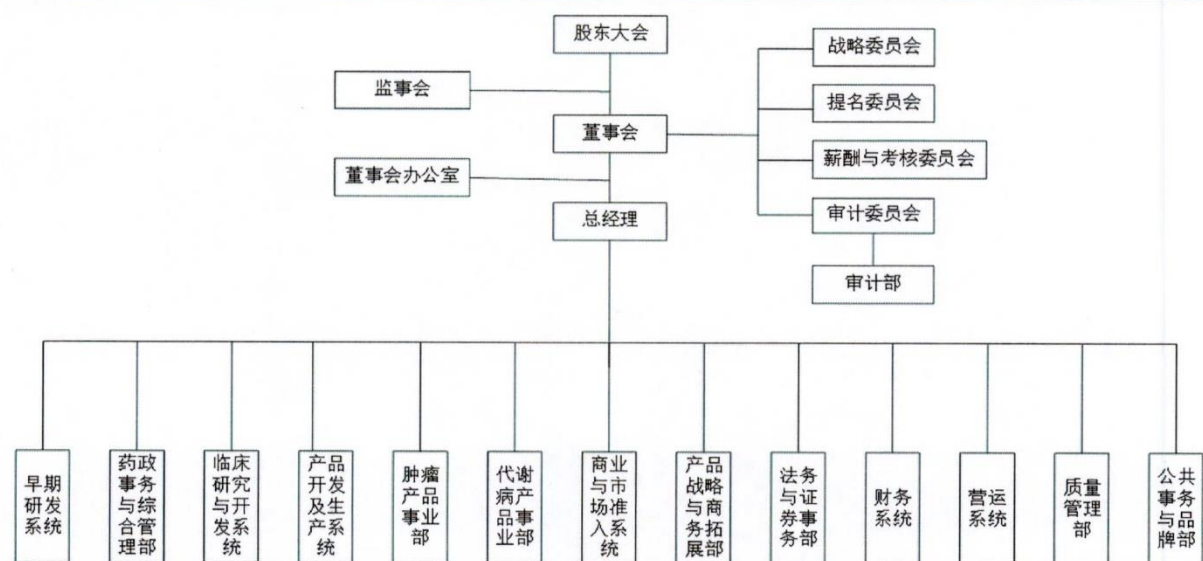 股东大会
战略委员会
监事会
提名委员会
董事会
薪酬与考核委员会
董事会办公室
总经理
审计委员会
审计部
早期
研发
系统
药政
事务
与综
合管
理部
临床
研究
与开
发系
统
产品
开发
及生
产系
统
肿瘤
产品
事业
部
代谢
病产
品事
业部
商业
与市
场准
入系
统
产品
战略
与商
务拓
展部
法务
与证
券事
务部
财务
系统
营运
系统
质量
管理
部
公共
事务
与品
牌部